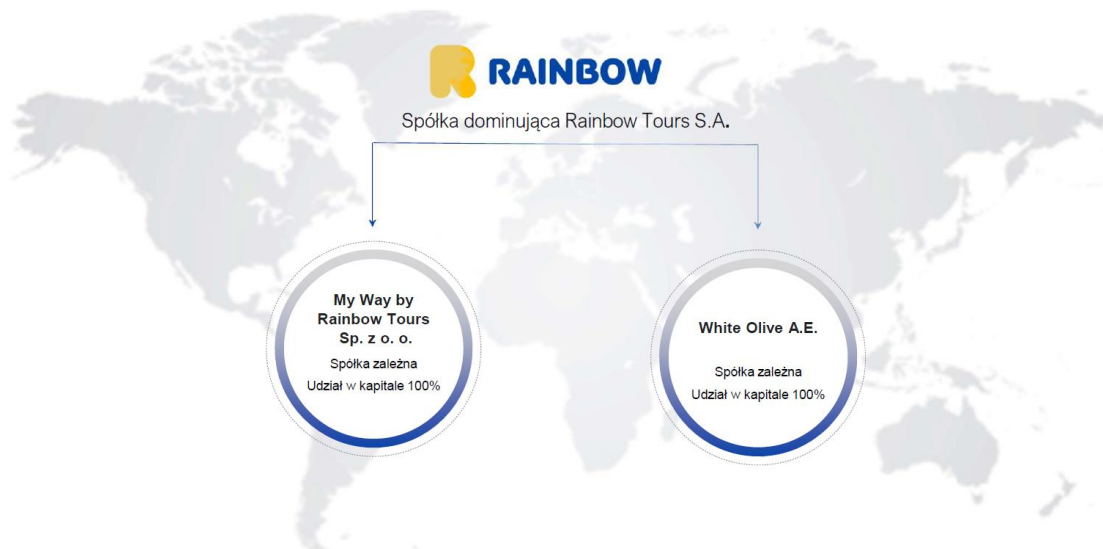 RAINBOW
Spółka dominująca Rainbow Tours S.A.
My Way by
Rainbow Tours
Sp. z o. o.
Spółka zależna
Udział w kapitale 100%
White Olive A.E.
Spółka zależna
Udział w kapitale 100%